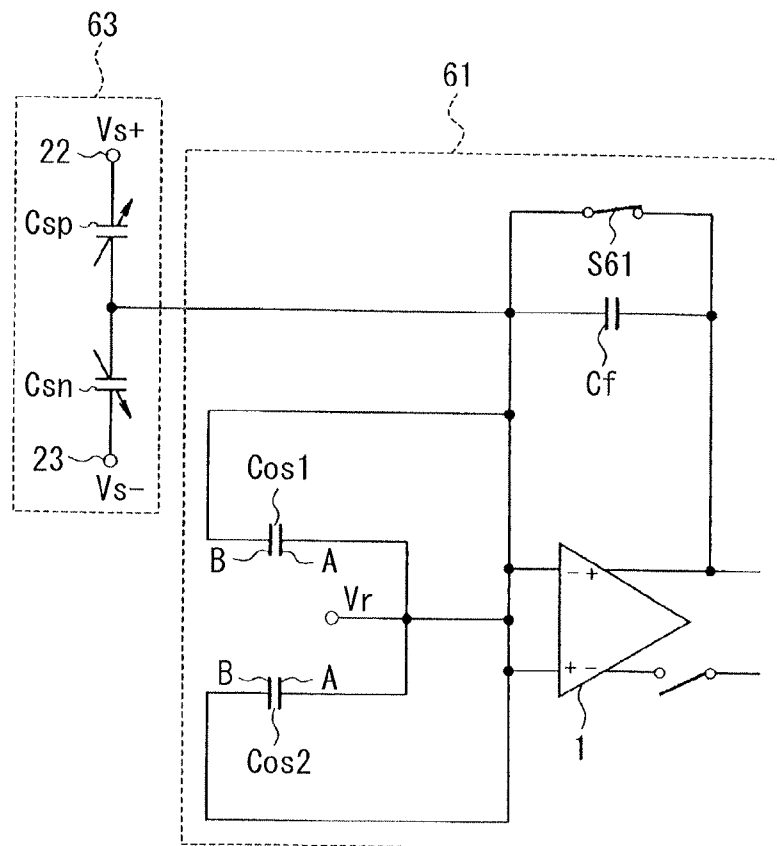 63
61
Vs+
22
Csp
S61
Cf
Csn
23
Vs-
Cos1
B
A
Vr
- +
B
A
+ -
Cos2
1